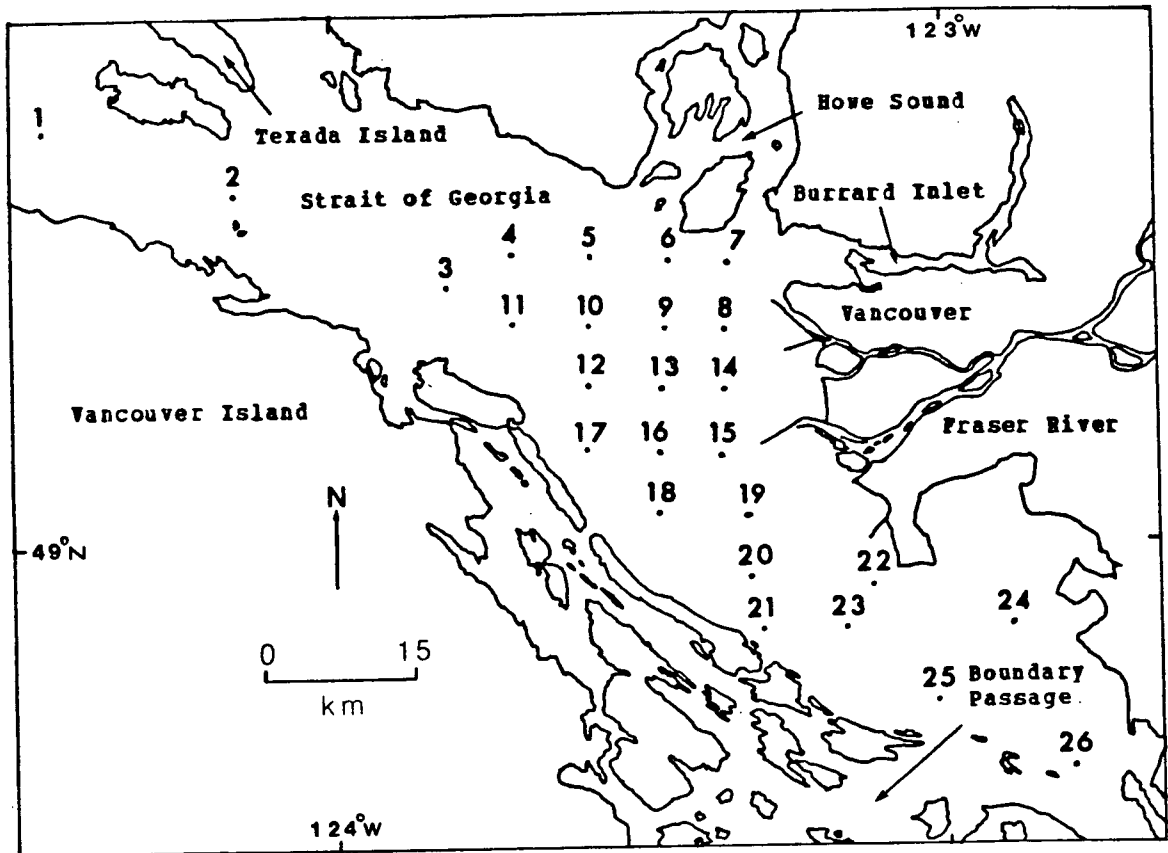 123°W
Howe Sound
1
Texada Island
2
Strait of Georgia
Burrard Inlet
4
5
6
7
3
11
10
9
8
Vancouver
12
13
14
Vancouver Island
17
16
15
Fraser River
18
19
N
49°N
20
22
21
23
24
0 15
km
25
Boundary
Passage
26
124°W